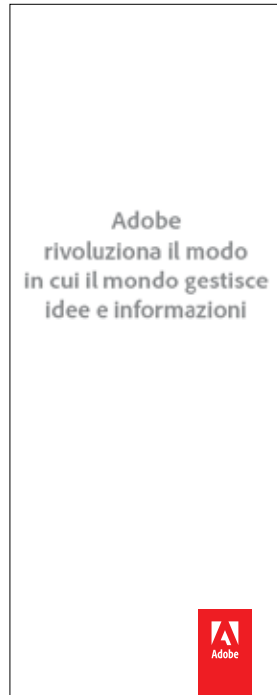 Adobe
rivoluziona il modo
in cui il mondo gestisce
idee e informazioni
Adobe